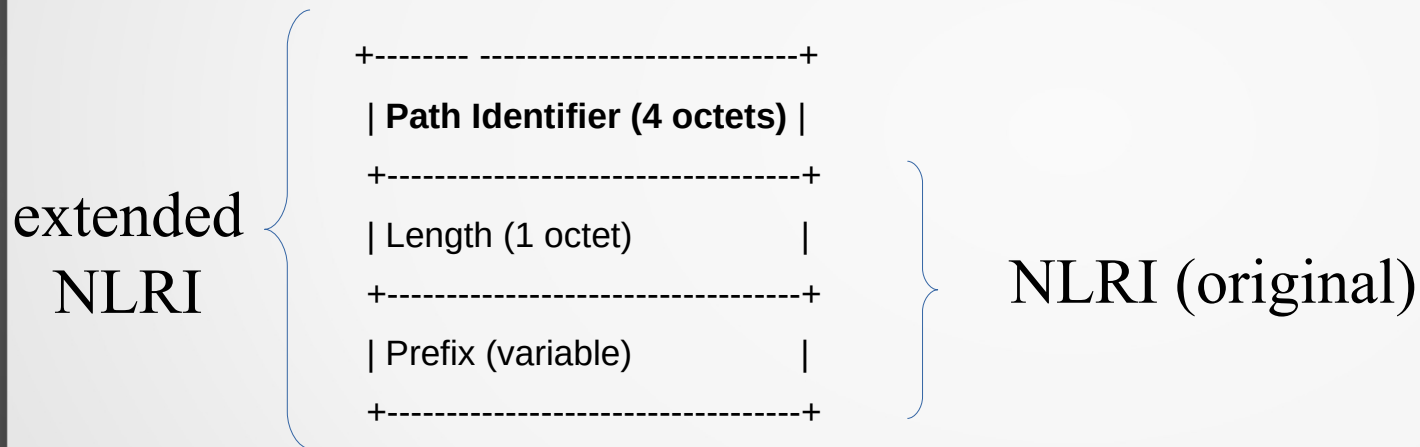 +-------- ---------------------------+
| Path Identifier (4 octets) |
+-----------------------------------+
extended
NLRI
| Length (1 octet) |
+-----------------------------------+
NLRI (original)
| Prefix (variable) |
+-----------------------------------+